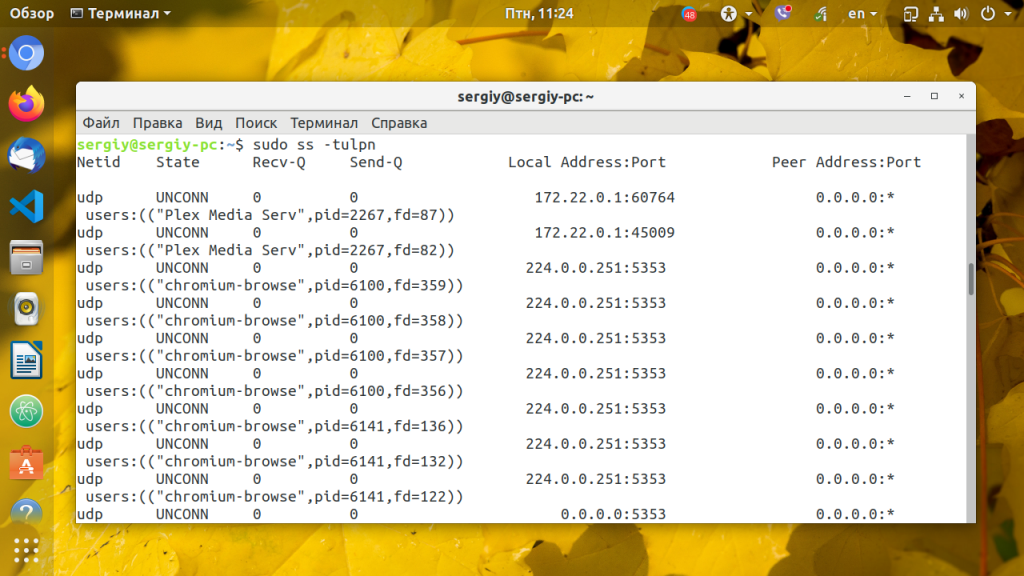 Обзор Терминал Птн, 11:24 48 en
sergiy@sergiy-pc: ~
Файл Правка Вид Поиск Терминал Справка
sergiy@sergiy-pc:~$ sudo ss -tulpn
Netid State Recv-Q Send-Q Local Address:Port Peer Address:Port
udp UNCONN 0 0 172.22.0.1:60764 0.0.0.0:*
users:(("Plex Media Serv",pid=2267,fd=87))
udp UNCONN 0 0 172.22.0.1:45009 0.0.0.0:*
users:(("Plex Media Serv",pid=2267,fd=82))
udp UNCONN 0 0 224.0.0.251:5353 0.0.0.0:*
users:(("chromium-browse",pid=6100,fd=359))
udp UNCONN 0 0 224.0.0.251:5353 0.0.0.0:*
users:(("chromium-browse",pid=6100,fd=358))
udp UNCONN 0 0 224.0.0.251:5353 0.0.0.0:*
users:(("chromium-browse",pid=6100,fd=357))
udp UNCONN 0 0 224.0.0.251:5353 0.0.0.0:*
users:(("chromium-browse",pid=6100,fd=356))
udp UNCONN 0 0 224.0.0.251:5353 0.0.0.0:*
users:(("chromium-browse",pid=6141,fd=136))
udp UNCONN 0 0 224.0.0.251:5353 0.0.0.0:*
users:(("chromium-browse",pid=6141,fd=132))
udp UNCONN 0 0 224.0.0.251:5353 0.0.0.0:*
users:(("chromium-browse",pid=6141,fd=122))
udp UNCONN 0 0 0.0.0.0:5353 0.0.0.0:*